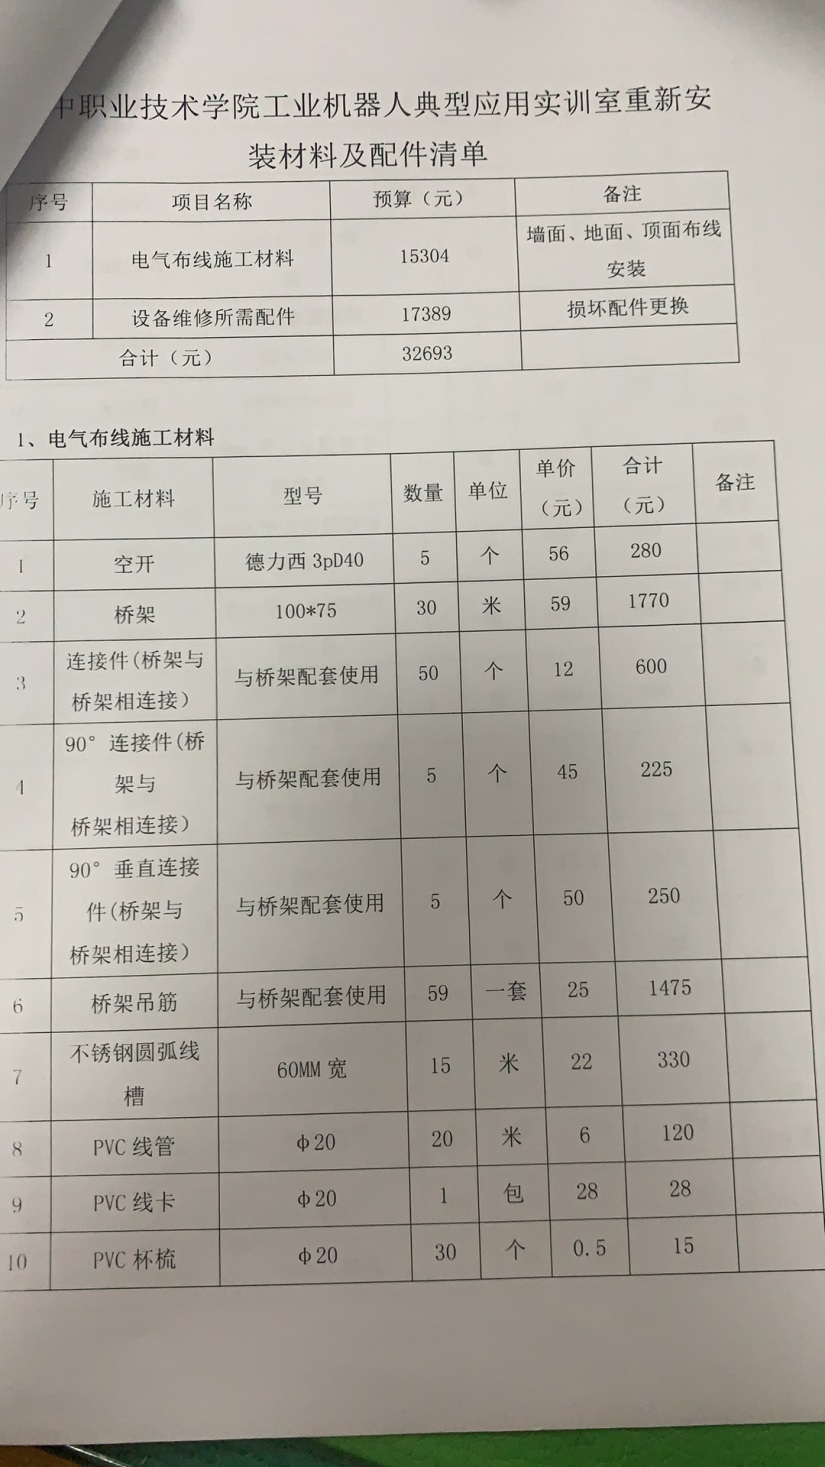 中职业技术学院工业机器人典型应用实训室重新安
装材料及配件清单
序号 项目名称 预算（元） 备注
1 电气布线施工材料 15304 墙面、地面、顶面布线
安装
2 设备维修所需配件 17389 损坏配件更换
合计（元） 32693
1、电气布线施工材料
序号 施工材料 型号 数量 单位 单价
（元） 合计
（元） 备注
1 空开 德力西 3pD40 5 个 56 280
2 桥架 100*75 30 米 59 1770
3 连接件(桥架与
桥架相连接） 与桥架配套使用 50 个 12 600
4 90° 连接件(桥
架与
桥架相连接） 与桥架配套使用 5 个 45 225
5 90° 垂直连接
件(桥架与
桥架相连接） 与桥架配套使用 5 个 50 250
6 桥架吊筋 与桥架配套使用 59 一套 25 1475
7 不锈钢圆弧线
槽 60MM 宽 15 米 22 330
8 PVC 线管 φ20 20 米 6 120
9 PVC 线卡 φ20 1 包 28 28
10 PVC 杯梳 φ20 30 个 0.5 15